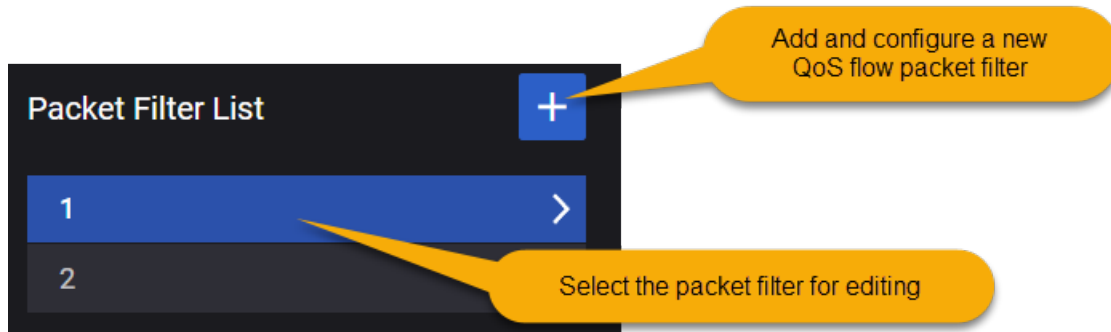 Add and configure a new
QoS flow packet filter
Packet Filter List
+
1
2
Select the packet filter for editing